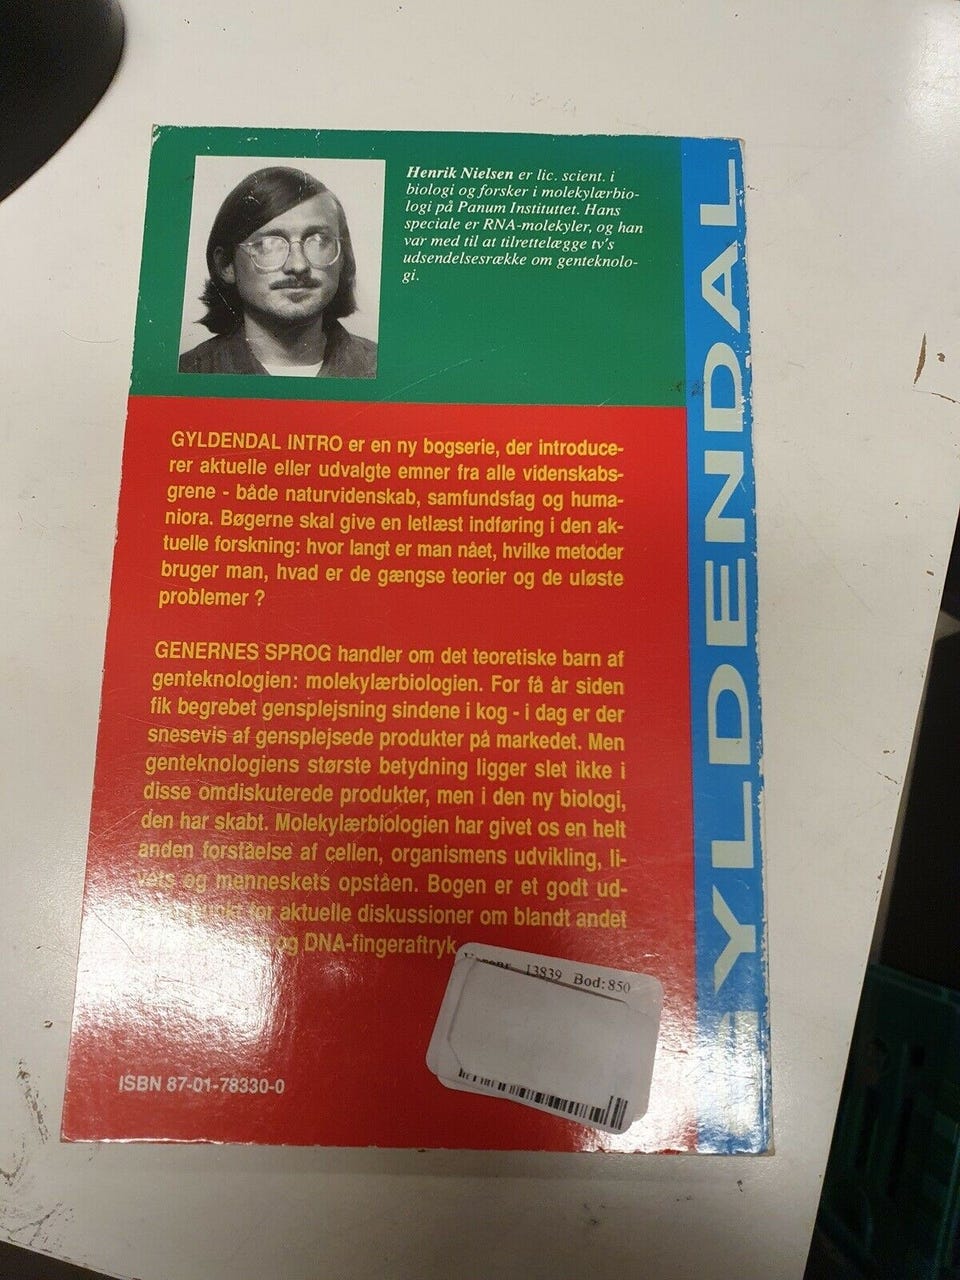 Henrik Nielsen er lic. scient. i
biologi og forsker i molekylærbio-
logi på Panum Instituttet. Hans
speciale er RNA-molekyler, og han
var med til at tilrettelægge tv's
udsendelsesrække om genteknolo-
gi.
GYLDENDAL INTRO er en ny bogserie, der introduce-
rer aktuelle eller udvalgte emner fra alle videnskabs-
grene - både naturvidenskab, samfundsfag og huma-
niora. Bøgerne skal give en letlæst indføring i den ak-
tuelle forskning: hvor langt er man nået, hvilke metoder
bruger man, hvad er de gængse teorier og de uløste
problemer ?
GENERNES SPROG handler om det teoretiske barn af
genteknologien: molekylærbiologien. For få år siden
fik begrebet gensplejsning sindene i kog - i dag er der
snesevis af gensplejsede produkter på markedet. Men
genteknologiens største betydning ligger slet ikke i
disse omdiskuterede produkter, men i den ny biologi,
den har skabt. Molekylærbiologien har givet os en helt
anden forståelse af cellen, organismens udvikling, li-
vets og menneskets opståen. Bogen er et godt ud-
for aktuelle diskussioner om blandt andet
og DNA-fingeraftryk
13839 Bod: 850
ISBN 87-01-78330-0
GYLDENDAL